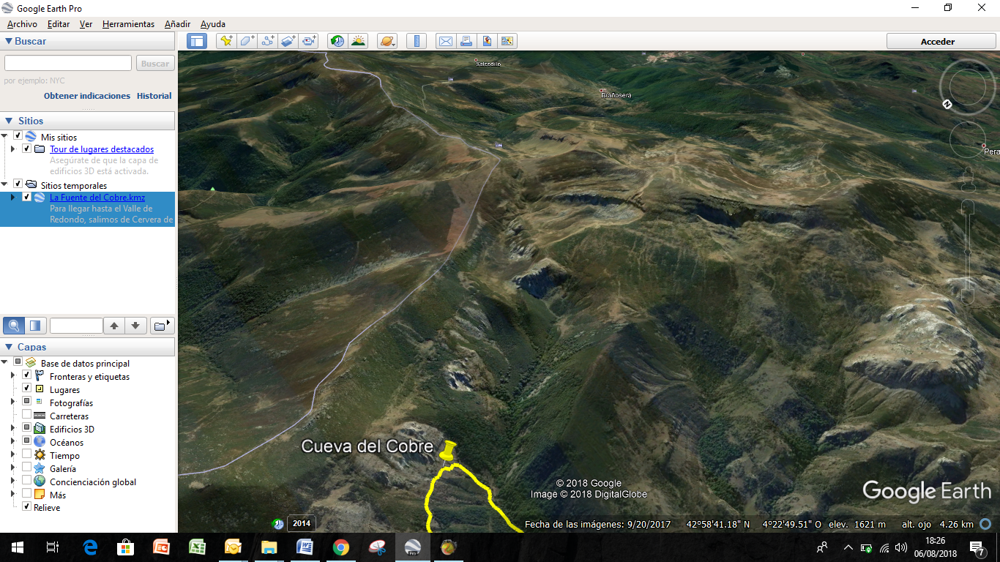 Google Earth Pro
Archivo Editar Ver Herramientas Añadir Ayuda
Buscar
Acceder
Buscar
por ejemplo: NYC
Obtener indicaciones Historial
Sitios
Mis sitios
Tour de lugares destacados
Asegúrate de que la capa de
edificios 3D está activada.
Sitios temporales
La Fuente del Cobre.kmz
Para llegar hasta el Valle de
Redondo, salimos de Cervera de
Capas
Base de datos principal
Fronteras y etiquetas
Lugares
Fotografías
Carreteras
Edificios 3D
Océanos
Tiempo
Galería
Concienciación global
Más
Relieve
Salcedillo
Brañosera
N
Pera
Cueva del Cobre
© 2018 Google
Image © 2018 DigitalGlobe
Google Earth
2014
Fecha de las imágenes: 9/20/2017 42°58'41.18" N 4°22'49.51" O elev. 1621 m alt. ojo 4.26 km
Pro
18:26
06/08/2018
7